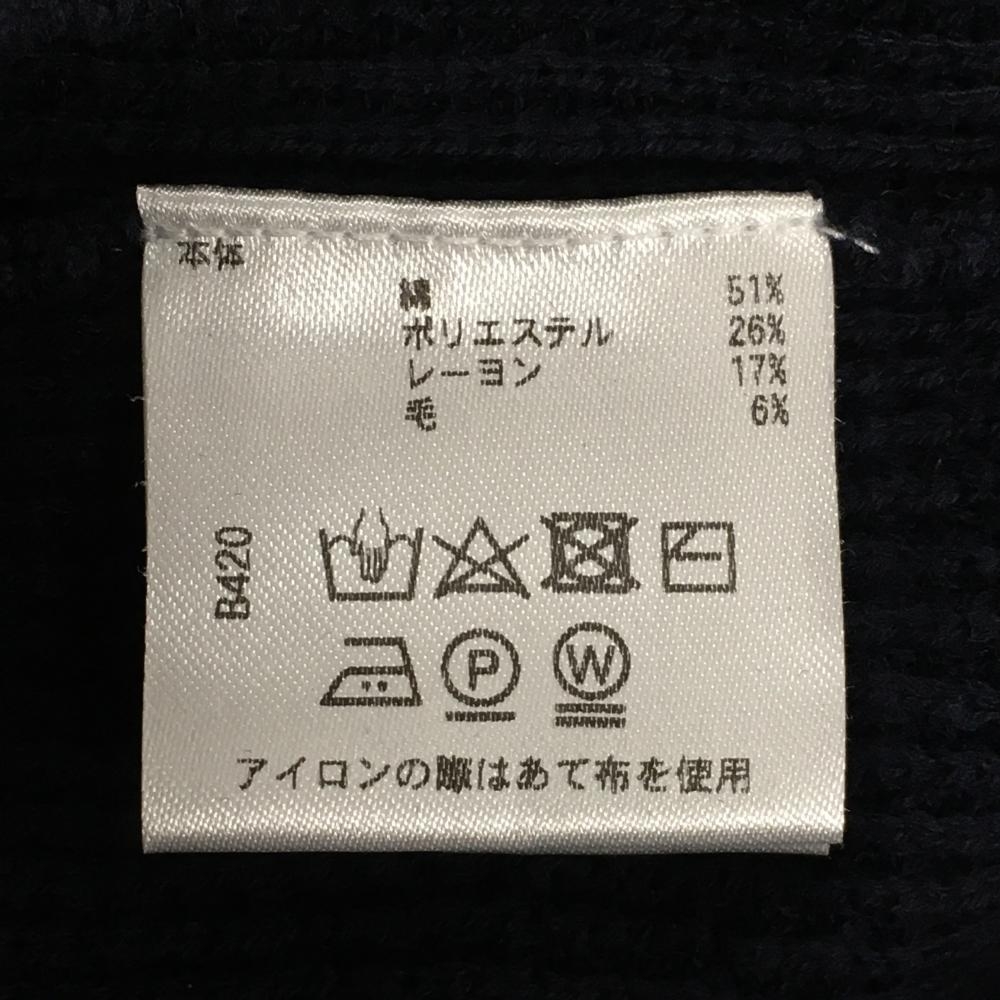 本体
綿 51%
ポリエステル 26%
レーヨン 17%
毛 6%
B420
P W
アイロンの際はあて布を使用